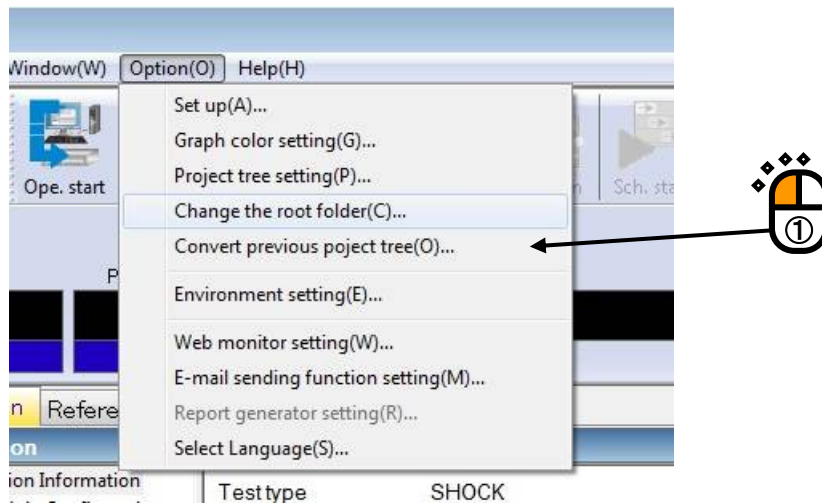 Window(W) Option(O) Help(H)
Set up(A)...
Graph color setting(G)...
Project tree setting(P)...
Change the root folder(C)...
Convert previous poject tree(O)...
Environment setting(E)...
Web monitor setting(W)...
E-mail sending function setting(M)...
Report generator setting(R)...
Select Language(S)...
Ope. start
Sch. sta
①
P
n Refere
on
ion Information
Test type SHOCK